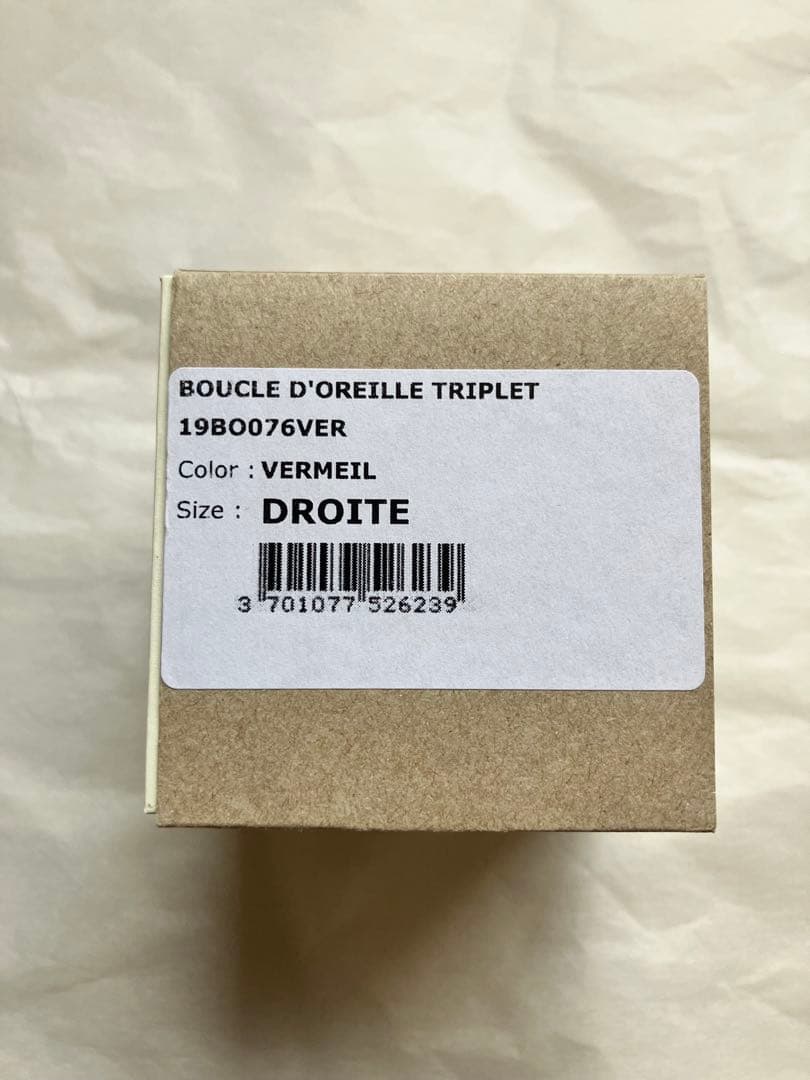 BOUCLE D'OREILLE TRIPLET
19BO076VER
Color : VERMEIL
Size : DROITE
3 701077 526239